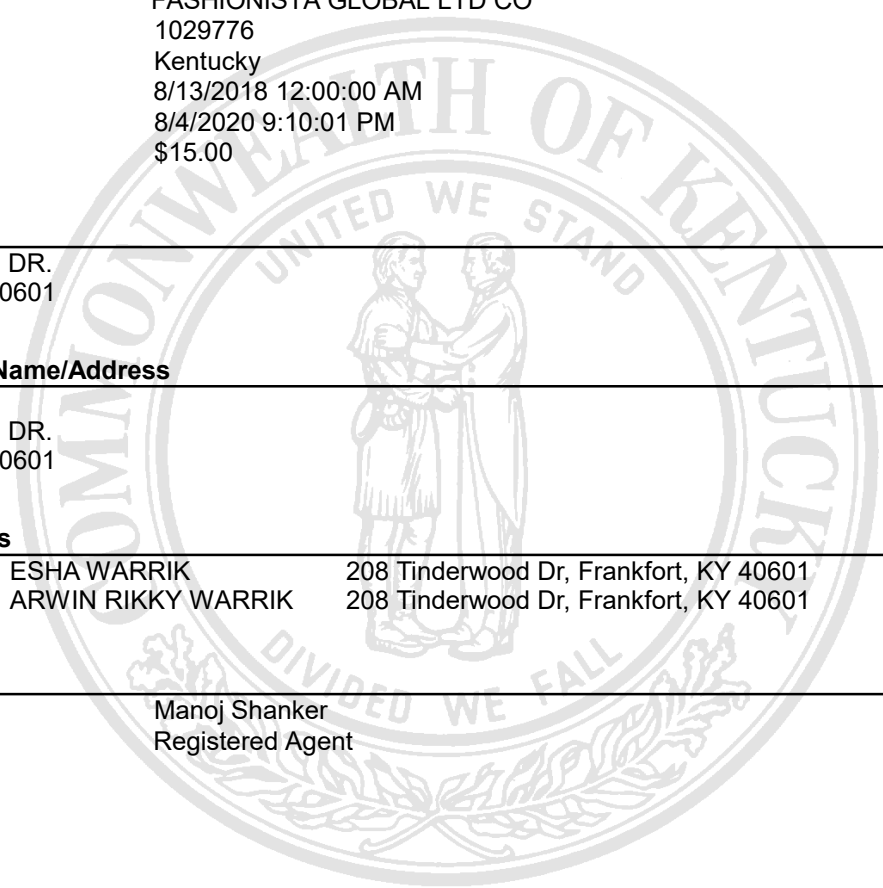 FASHIONISTA GLOBAL LTD CO
1029776
Kentucky
8/13/2018 12:00:00 AM
8/4/2020 9:10:01 PM
$15.00
DR.
0601
Name/Address
DR.
0601
s
ESHA WARRIK 208 Tinderwood Dr, Frankfort, KY 40601
ARWIN RIKKY WARRIK 208 Tinderwood Dr, Frankfort, KY 40601
Manoj Shanker
Registered Agent
COMMONWEALTH OF KENTUCKY
UNITED WE STAND
DIVIDED WE FALL